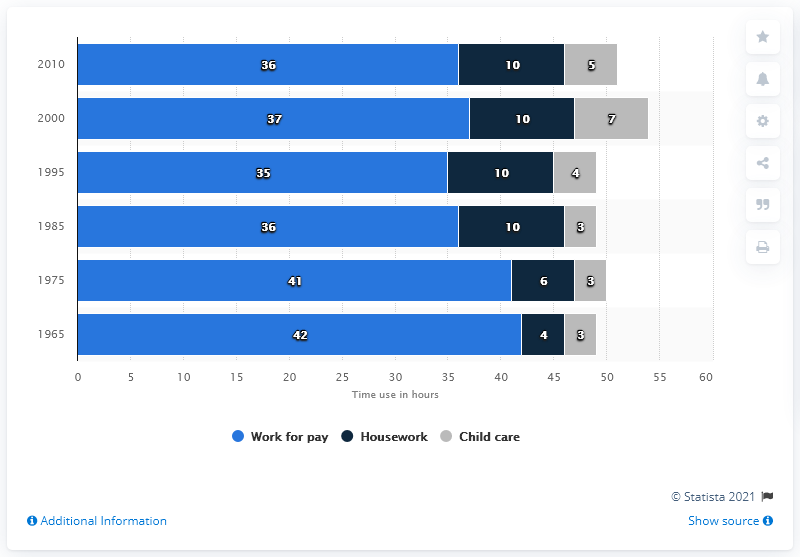 2010 36 10 5
2000 37 10 7
1995 35 10 4
1985 36 10 3
1975 41 6 3
1965 42 4 3
0 5 10 15 20 25 30 35 40 45 50 55 60
Time use in hours
Work for pay Housework Child care
© Statista 2021
Additional Information Show source